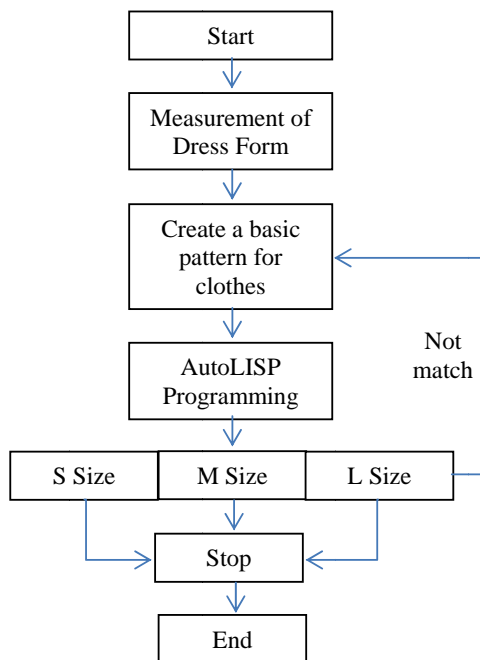 Start
Measurement of
Dress Form
Create a basic
pattern for
clothes
Not
match
AutoLISP
Programming
S Size
M Size
L Size
Stop
End